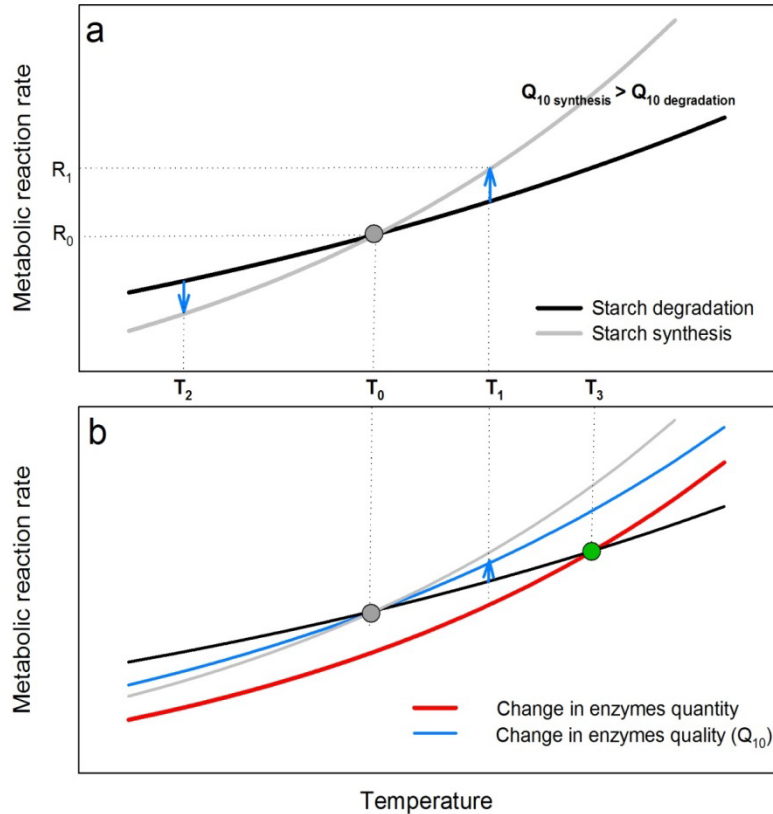 a
Metabolic reaction rate
Q10 synthesis > Q10 degradation
R1
R0
Starch degradation
Starch synthesis
T2 T0 T1 T3
b
Metabolic reaction rate
Change in enzymes quantity
Change in enzymes quality (Q10)
Temperature